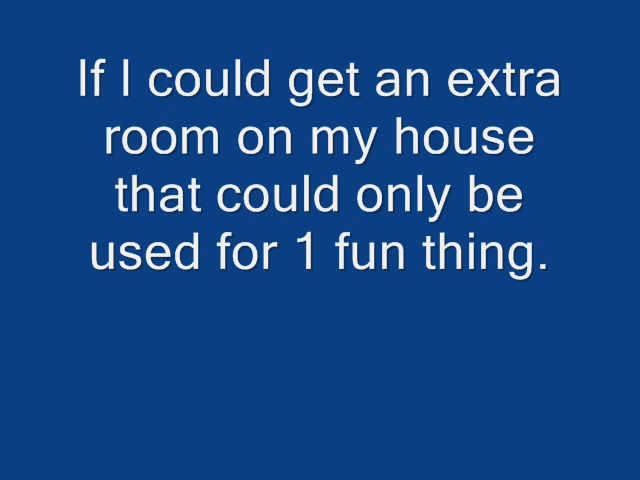 If I could get an extra
room on my house
that could only be
used for 1 fun thing.